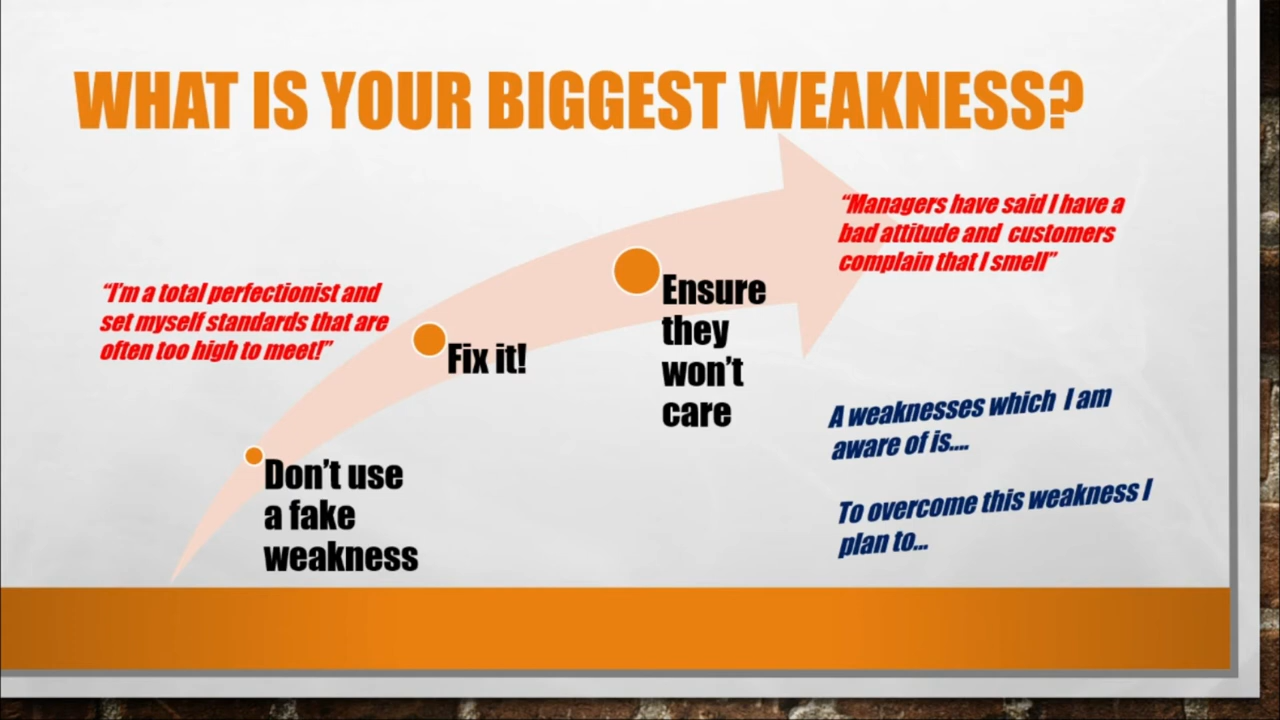 WHAT IS YOUR BIGGEST WEAKNESS?
“I’m a total perfectionist and
set myself standards that are
often too high to meet!”
Don’t use
a fake
weakness
Fix it!
Ensure
they
won’t
care
“Managers have said I have a
bad attitude and customers
complain that I smell”
A weaknesses which I am
aware of is....
To overcome this weakness I
plan to...